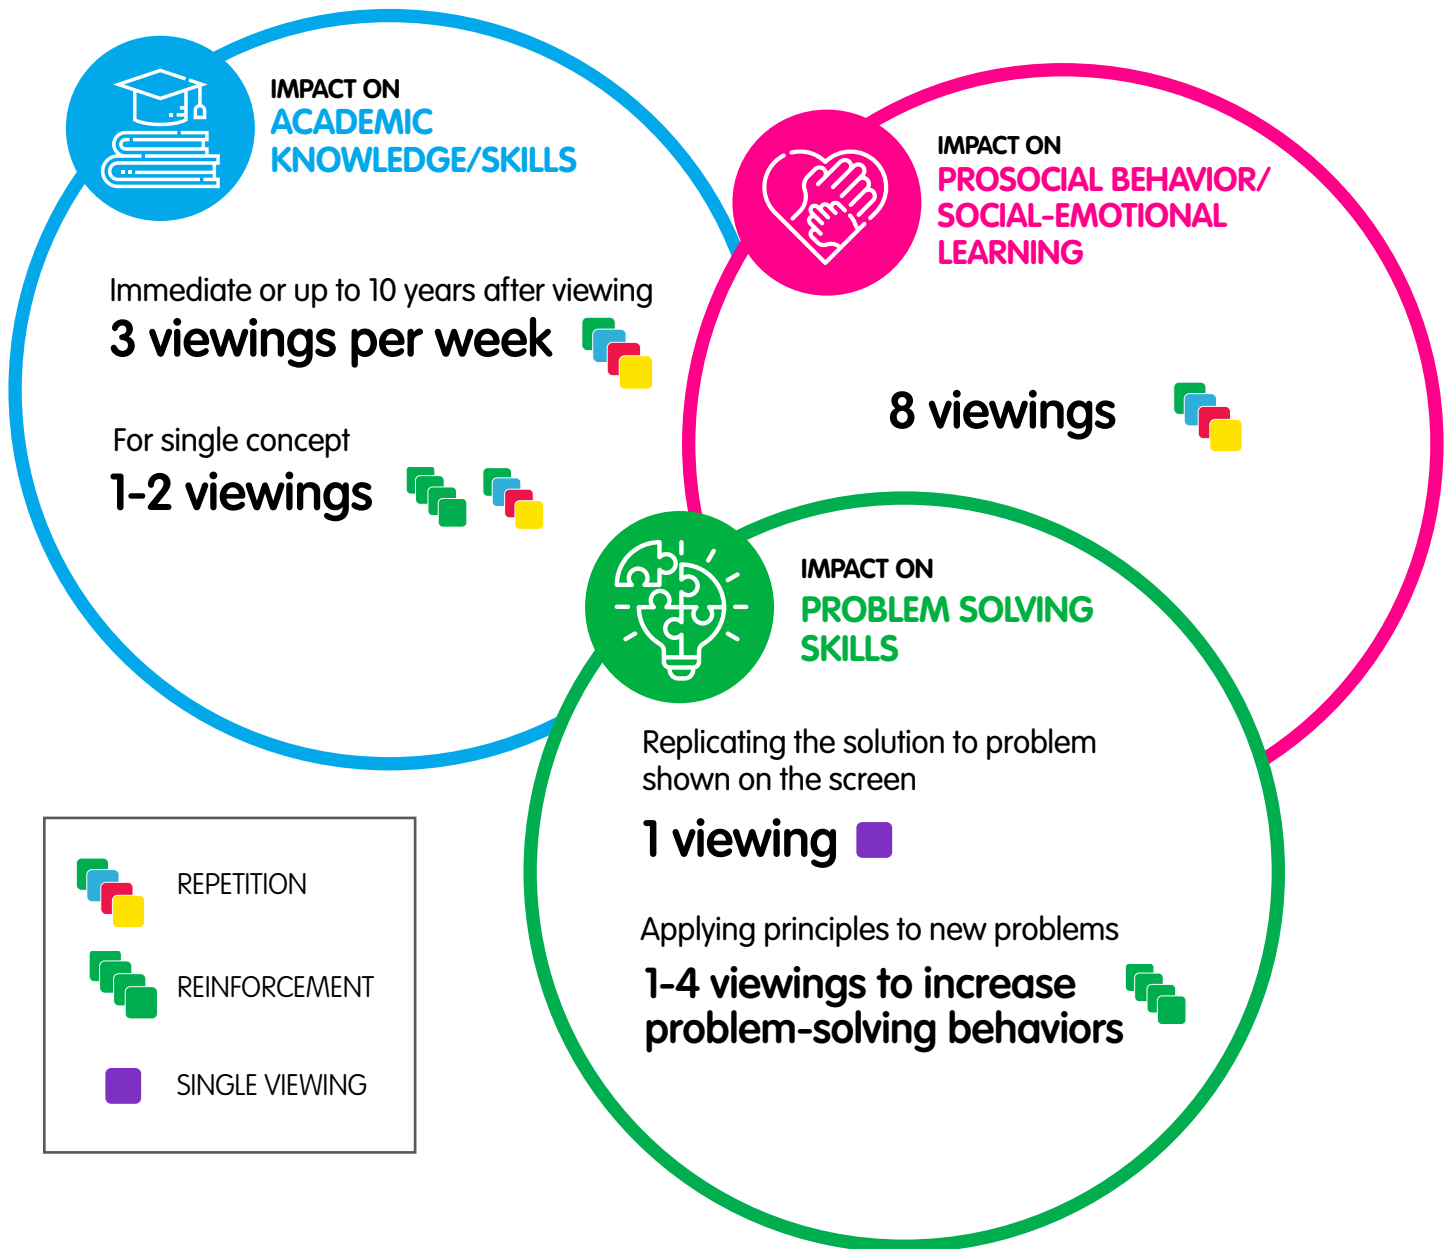 IMPACT ON
ACADEMIC
KNOWLEDGE/SKILLS
Immediate or up to 10 years after viewing
3 viewings per week
For single concept
1-2 viewings
IMPACT ON
PROSOCIAL BEHAVIOR/
SOCIAL-EMOTIONAL
LEARNING
8 viewings
IMPACT ON
PROBLEM SOLVING
SKILLS
Replicating the solution to problem
shown on the screen
1 viewing
Applying principles to new problems
1-4 viewings to increase
problem-solving behaviors
REPETITION
REINFORCEMENT
SINGLE VIEWING